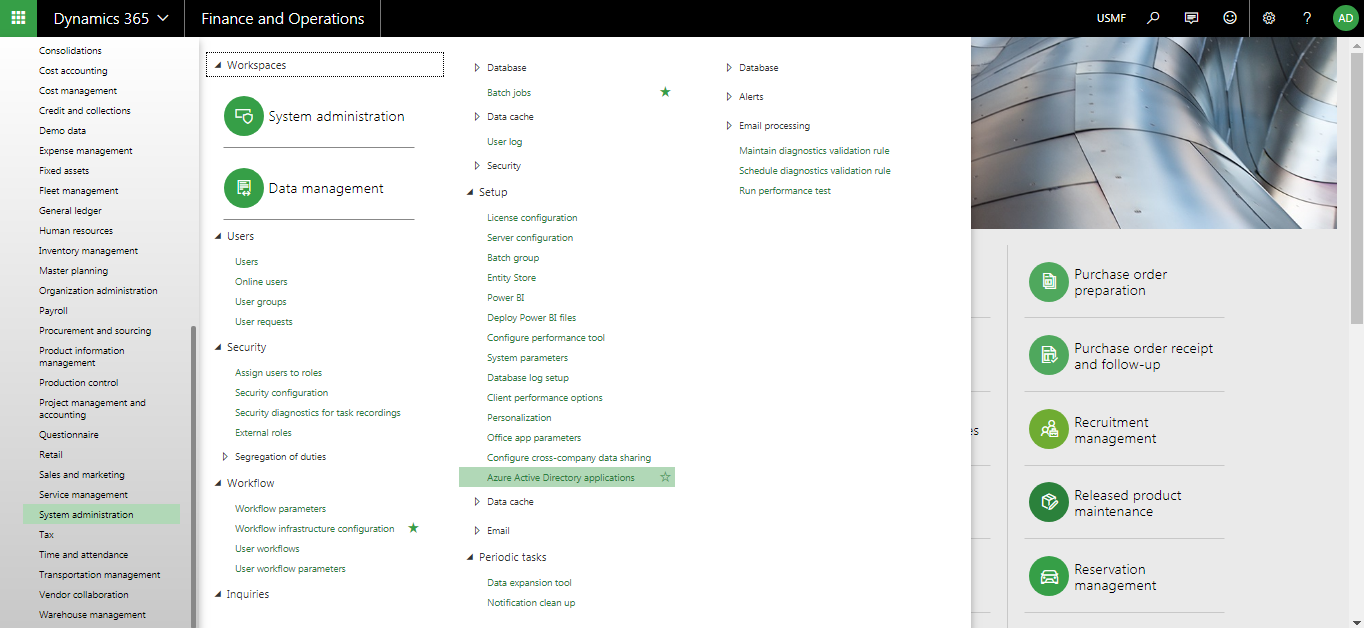 Dynamics 365
Finance and Operations
USMF
?
AD
Consolidations
Cost accounting
Cost management
Credit and collections
Demo data
Expense management
Fixed assets
Fleet management
General ledger
Human resources
Inventory management
Master planning
Organization administration
Payroll
Procurement and sourcing
Product information
management
Production control
Project management and
accounting
Questionnaire
Retail
Sales and marketing
Service management
System administration
Tax
Time and attendance
Transportation management
Vendor collaboration
Warehouse management
Workspaces
System administration
Data management
Users
Users
Online users
User groups
User requests
Security
Assign users to roles
Security configuration
Security diagnostics for task recordings
External roles
Segregation of duties
Workflow
Workflow parameters
Workflow infrastructure configuration
User workflows
User workflow parameters
Inquiries
Database
Batch jobs
Data cache
User log
Security
Setup
License configuration
Server configuration
Batch group
Entity Store
Power BI
Deploy Power BI files
Configure performance tool
System parameters
Database log setup
Client performance options
Personalization
Office app parameters
Configure cross-company data sharing
Azure Active Directory applications
Data cache
Email
Periodic tasks
Data expansion tool
Notification clean up
Database
Alerts
Email processing
Maintain diagnostics validation rule
Schedule diagnostics validation rule
Run performance test
es
Purchase order
preparation
Purchase order receipt
and follow-up
Recruitment
management
Released product
maintenance
Reservation
management